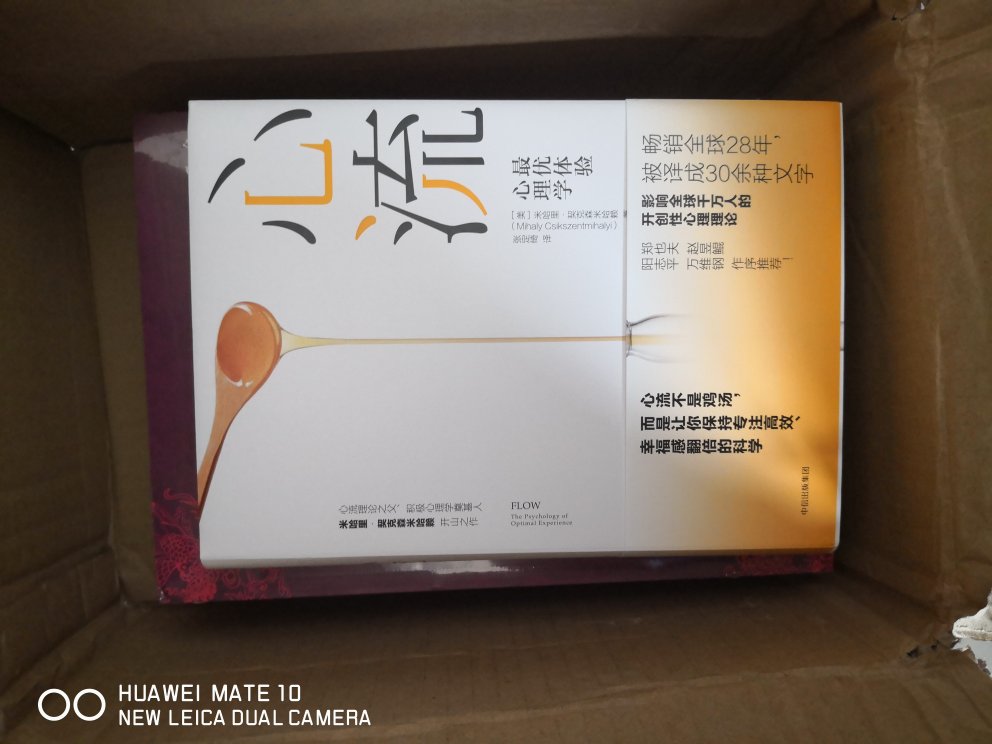 心流
最优体验
心理学
[美] 米哈里·契克森米哈赖 著
(Mihaly Csikszentmihalyi)
张定绮 译
心流理论之父、积极心理学奠基人
米哈里·契克森米哈赖 开山之作
FLOW
The Psychology of
Optimal Experience
畅销全球28年，
被译成30余种文字
影响全球千万人的
开创性心理理论
郑也夫 赵昱鲲
阳志平 万维钢 作序推荐！
心流不是鸡汤，
而是让你保持专注高效、
幸福感翻倍的科学
中信出版集团
HUAWEI MATE 10
NEW LEICA DUAL CAMERA